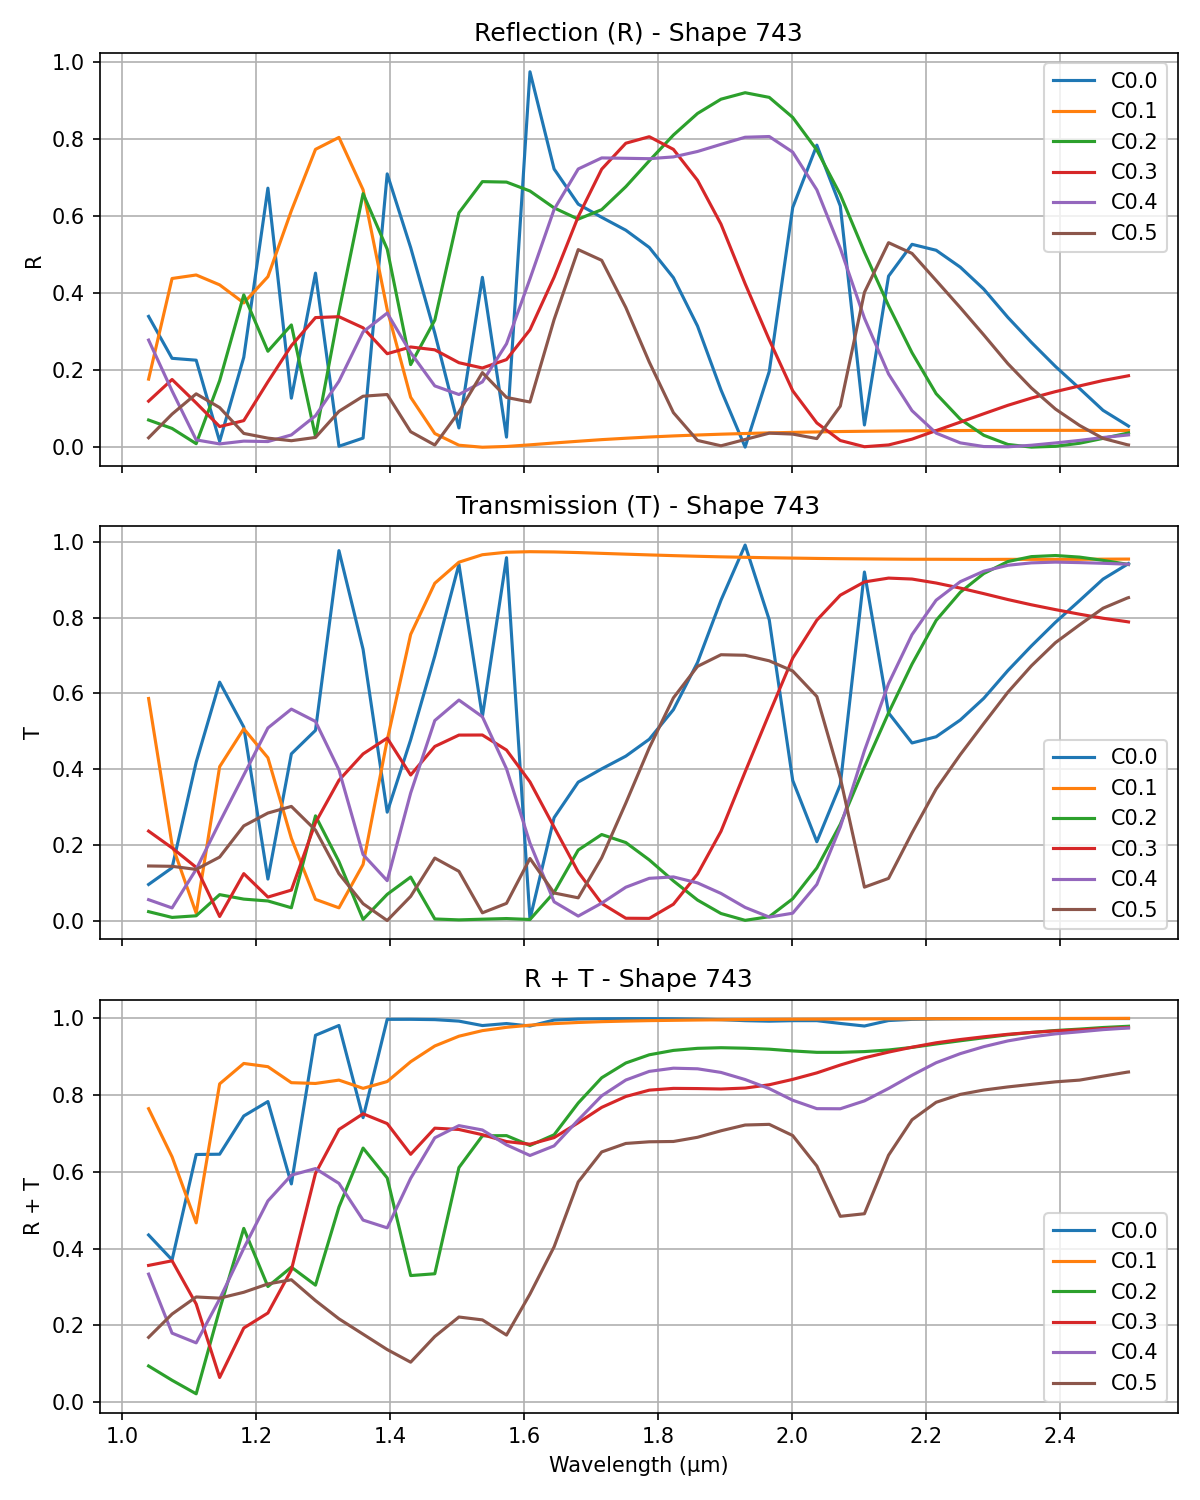 Reflection (R) - Shape 743
1.0
0.8
0.6
0.4
0.2
0.0
R
C0.0
C0.1
C0.2
C0.3
C0.4
C0.5
Transmission (T) - Shape 743
1.0
0.8
0.6
0.4
0.2
0.0
T
C0.0
C0.1
C0.2
C0.3
C0.4
C0.5
R + T - Shape 743
1.0
0.8
0.6
0.4
0.2
0.0
R + T
C0.0
C0.1
C0.2
C0.3
C0.4
C0.5
1.0 1.2 1.4 1.6 1.8 2.0 2.2 2.4
Wavelength (μm)